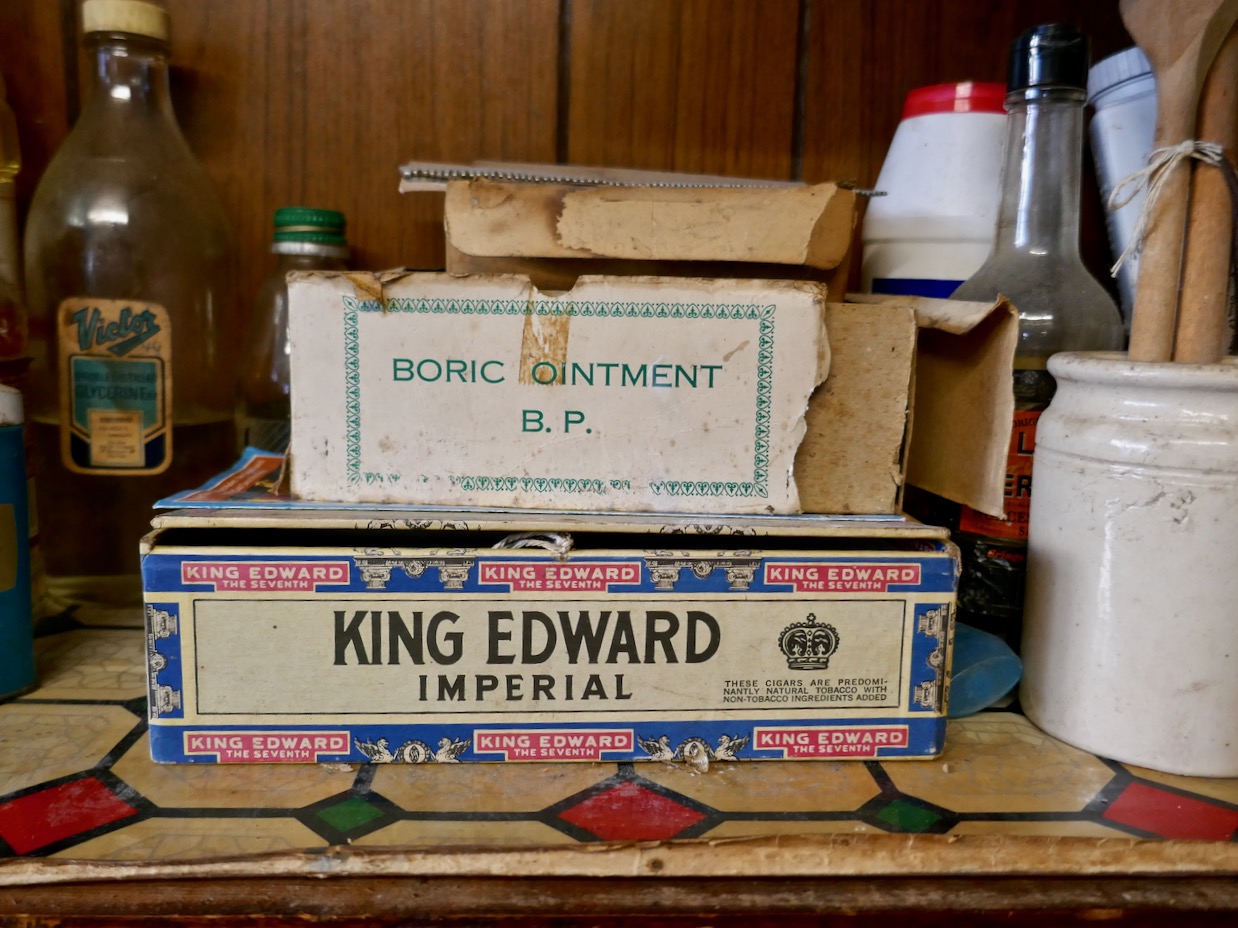 Victor
GLYCERINE
BORIC OINTMENT
B. P.
KING EDWARD
THE SEVENTH
KING EDWARD
THE SEVENTH
KING EDWARD
THE SEVENTH
KING EDWARD
IMPERIAL
THESE CIGARS ARE PREDOMI-
NANTLY NATURAL TOBACCO WITH
NON-TOBACCO INGREDIENTS ADDED
KING EDWARD
THE SEVENTH
KING EDWARD
THE SEVENTH
KING EDWARD
THE SEVENTH